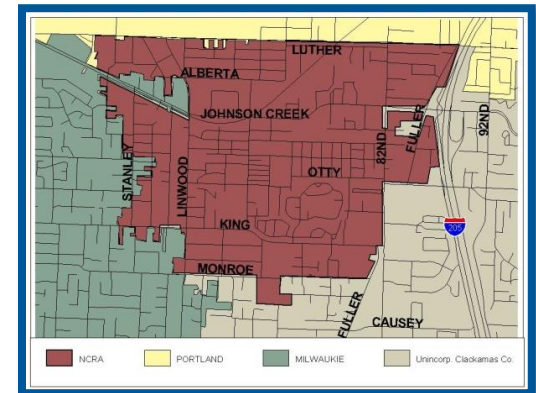 LUTHER
ALBERTA
JOHNSON CREEK
FULLER
92ND
82ND
STANLEY
LINWOOD
OTTY
KING
205
MONROE
FULLER
CAUSEY
NCRA
PORTLAND
MILWAUKIE
Unincorp. Clackamas Co.